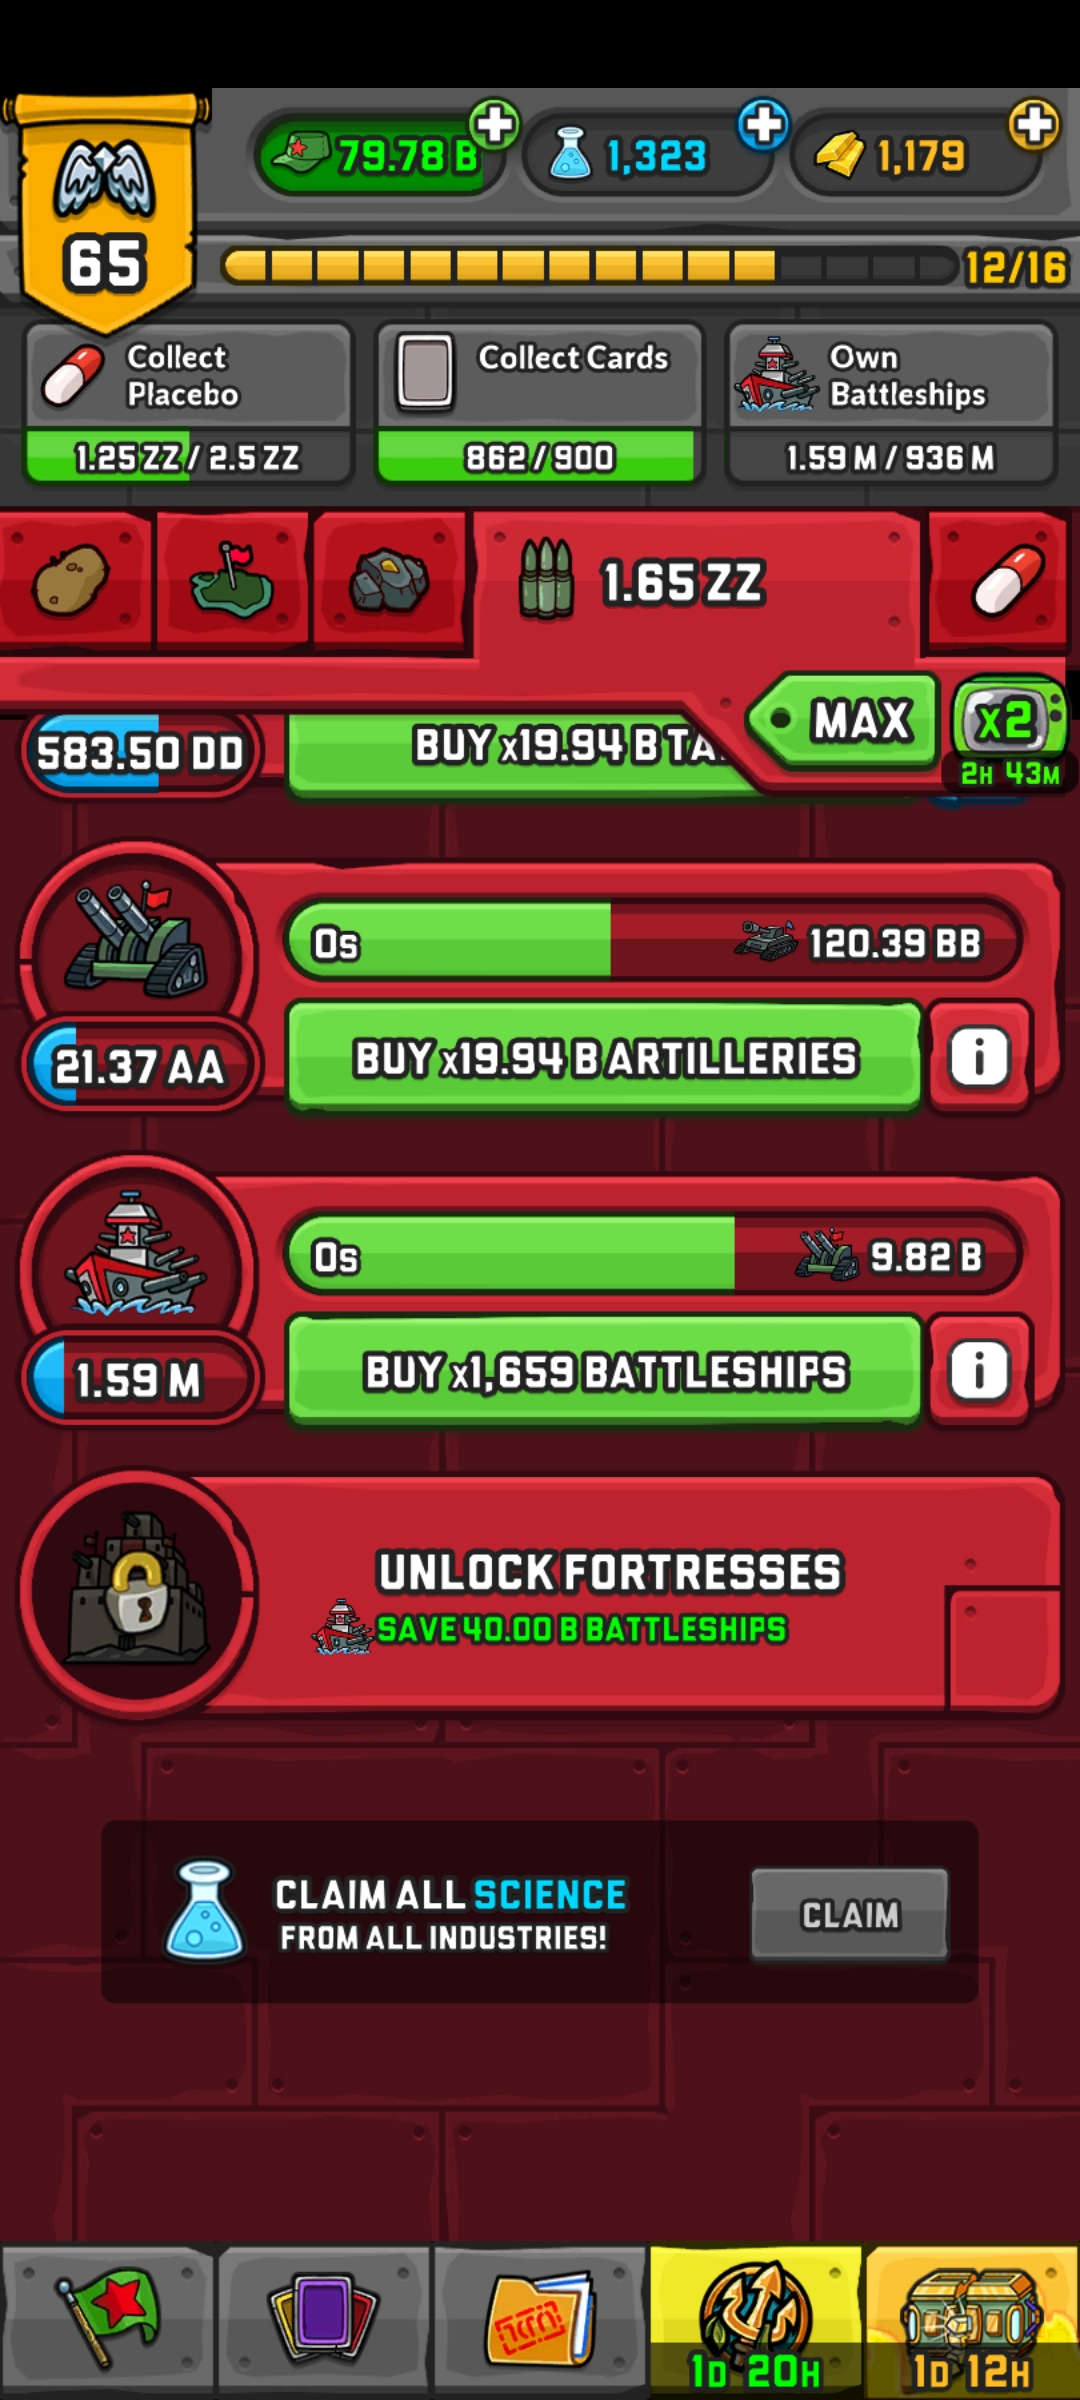 79.78 B
1,323
1,179
65
12/16
Collect
Placebo
1.25 ZZ / 2.5 ZZ
Collect Cards
862/900
Own
Battleships
1.59 M / 936 M
1.65 ZZ
MAX
x2
2H 43M
583.50 DD
BUY x19.94 B TA
0s
120.39 BB
21.37 AA
BUY x19.94 B ARTILLERIES
i
0s
9.82 B
1.59 M
BUY x1,659 BATTLESHIPS
i
UNLOCK FORTRESSES
SAVE 40.00 B BATTLESHIPS
CLAIM ALL SCIENCE
FROM ALL INDUSTRIES!
CLAIM
1D 20H
1D 12H